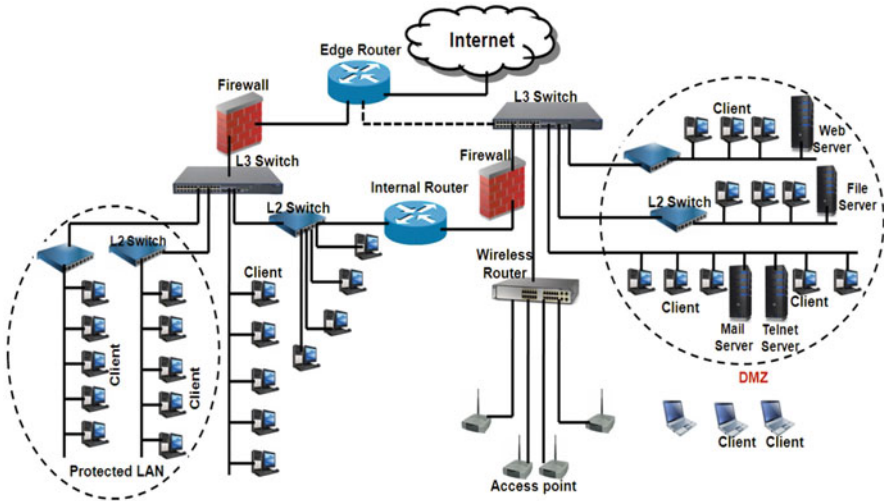 Internet
Edge Router
Firewall
L3 Switch
Client
Web
Server
L3 Switch
Firewall
Internal Router
L2 Switch
L2 Switch
File
Server
L2 Switch
Wireless
Router
Client
Client
Client
Mail
Server
Telnet
Server
Client
Client
DMZ
Client
Client
Protected LAN
Access point